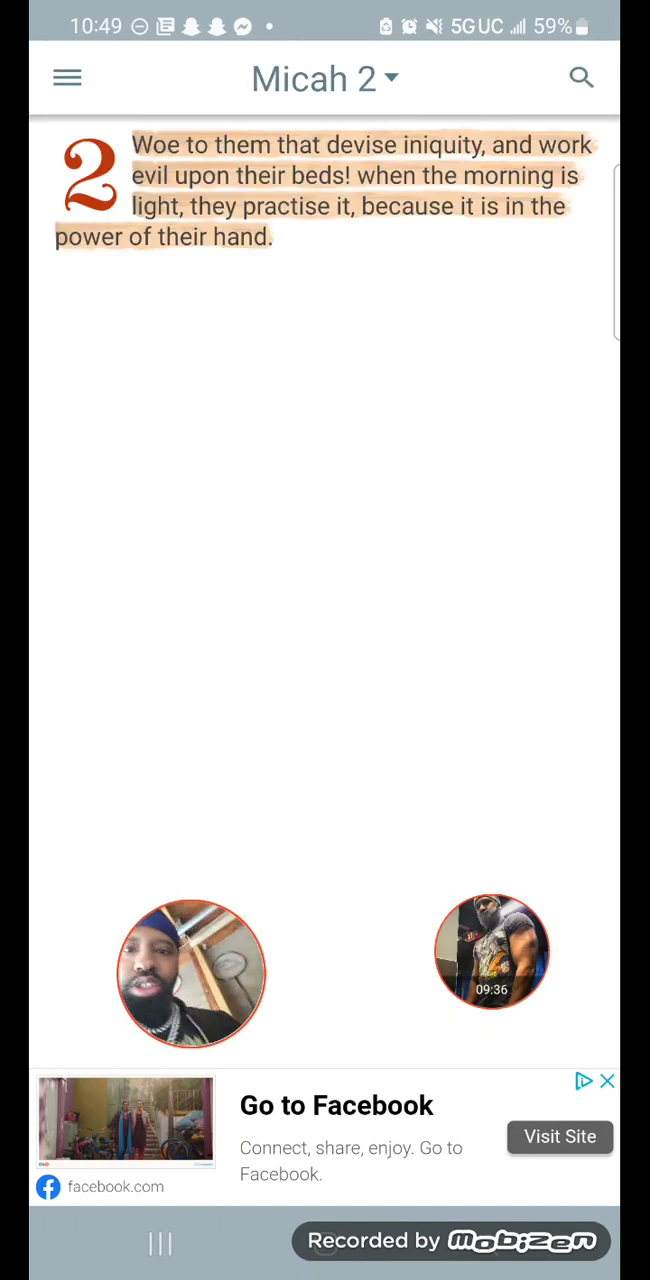 10:49 5G UC 59%
Micah 2
2 Woe to them that devise iniquity, and work
evil upon their beds! when the morning is
light, they practise it, because it is in the
power of their hand.
09:36
Go to Facebook
Connect, share, enjoy. Go to
Facebook.
Visit Site
facebook.com
Recorded by mobizen